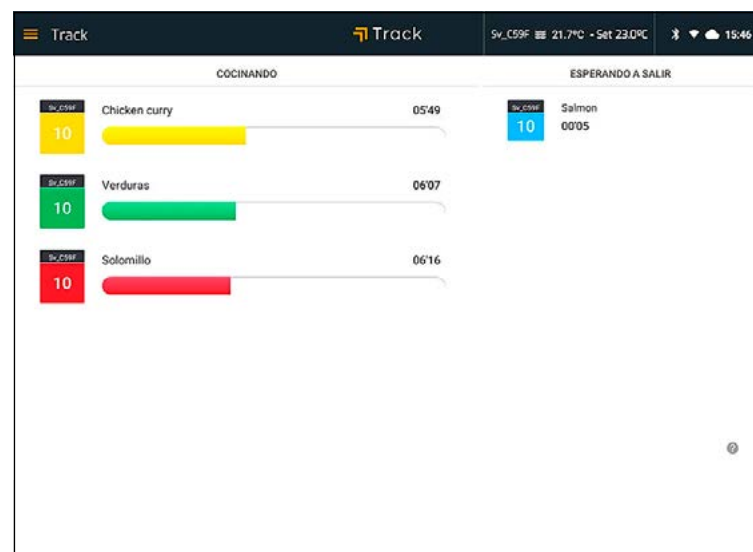 Track
Track
Sv_C59F 21.7ºC - Set 23.0ºC
15:46
COCINANDO
ESPERANDO A SALIR
Sv_C59F
10
Chicken curry
05'49
Sv_C59F
10
Verduras
06'07
Sv_C59F
10
Solomillo
06'16
Sv_C59F
10
Salmon
00'05
?